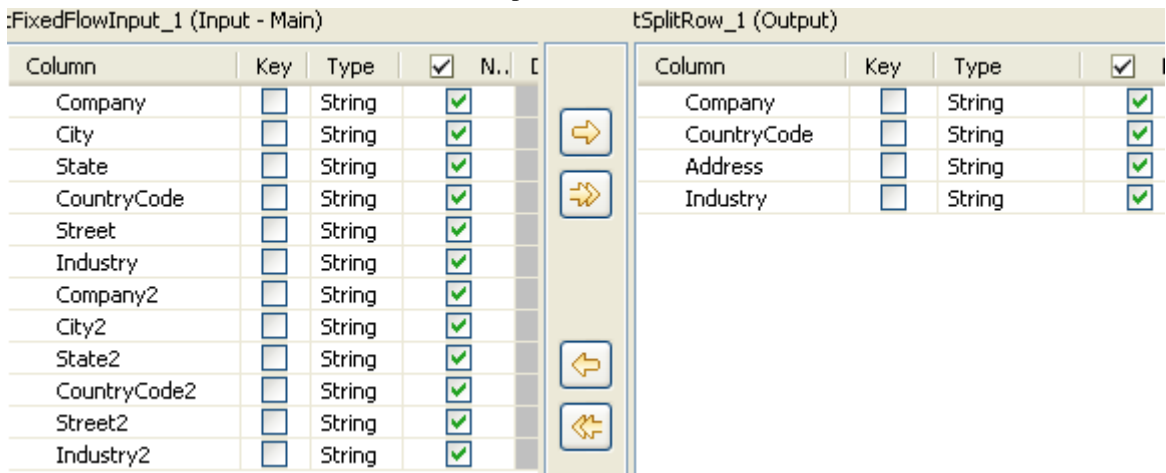 tFixedFlowInput_1 (Input - Main) tSplitRow_1 (Output)
Column Key Type N.. Column Key Type
Company String Company String
City String CountryCode String
State String Address String
CountryCode String Industry String
Street String
Industry String
Company2 String
City2 String
State2 String
CountryCode2 String
Street2 String
Industry2 String